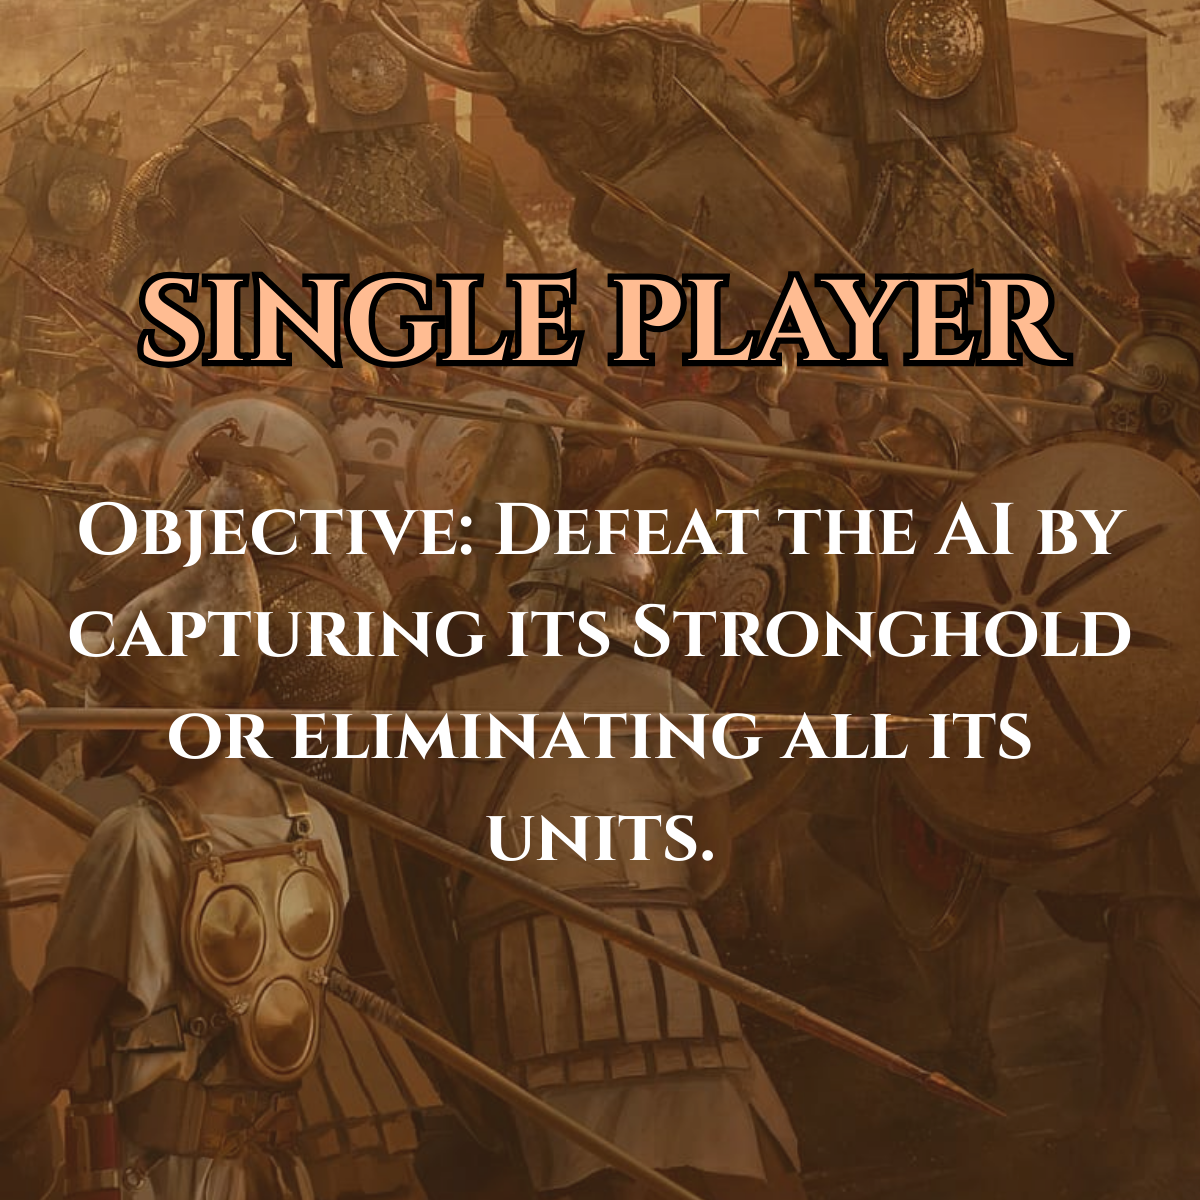 SINGLE PLAYER
Objective: Defeat the AI by
capturing its Stronghold
or eliminating all its
units.